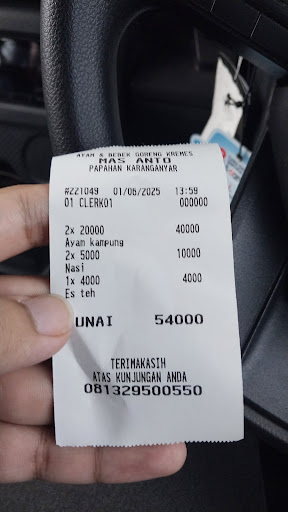 AYAM & BEBEK GORENG KREMES
MAS ANTO
PAPAHAN KARANGANYAR
#221049 01/06/2025 13:59
01 CLERK01 000000
2x 20000 40000
Ayam kampung
2x 5000 10000
Nasi
1x 4000 4000
Es teh
UNAI 54000
TERIMAKASIH
ATAS KUNJUNGAN ANDA
081329500550